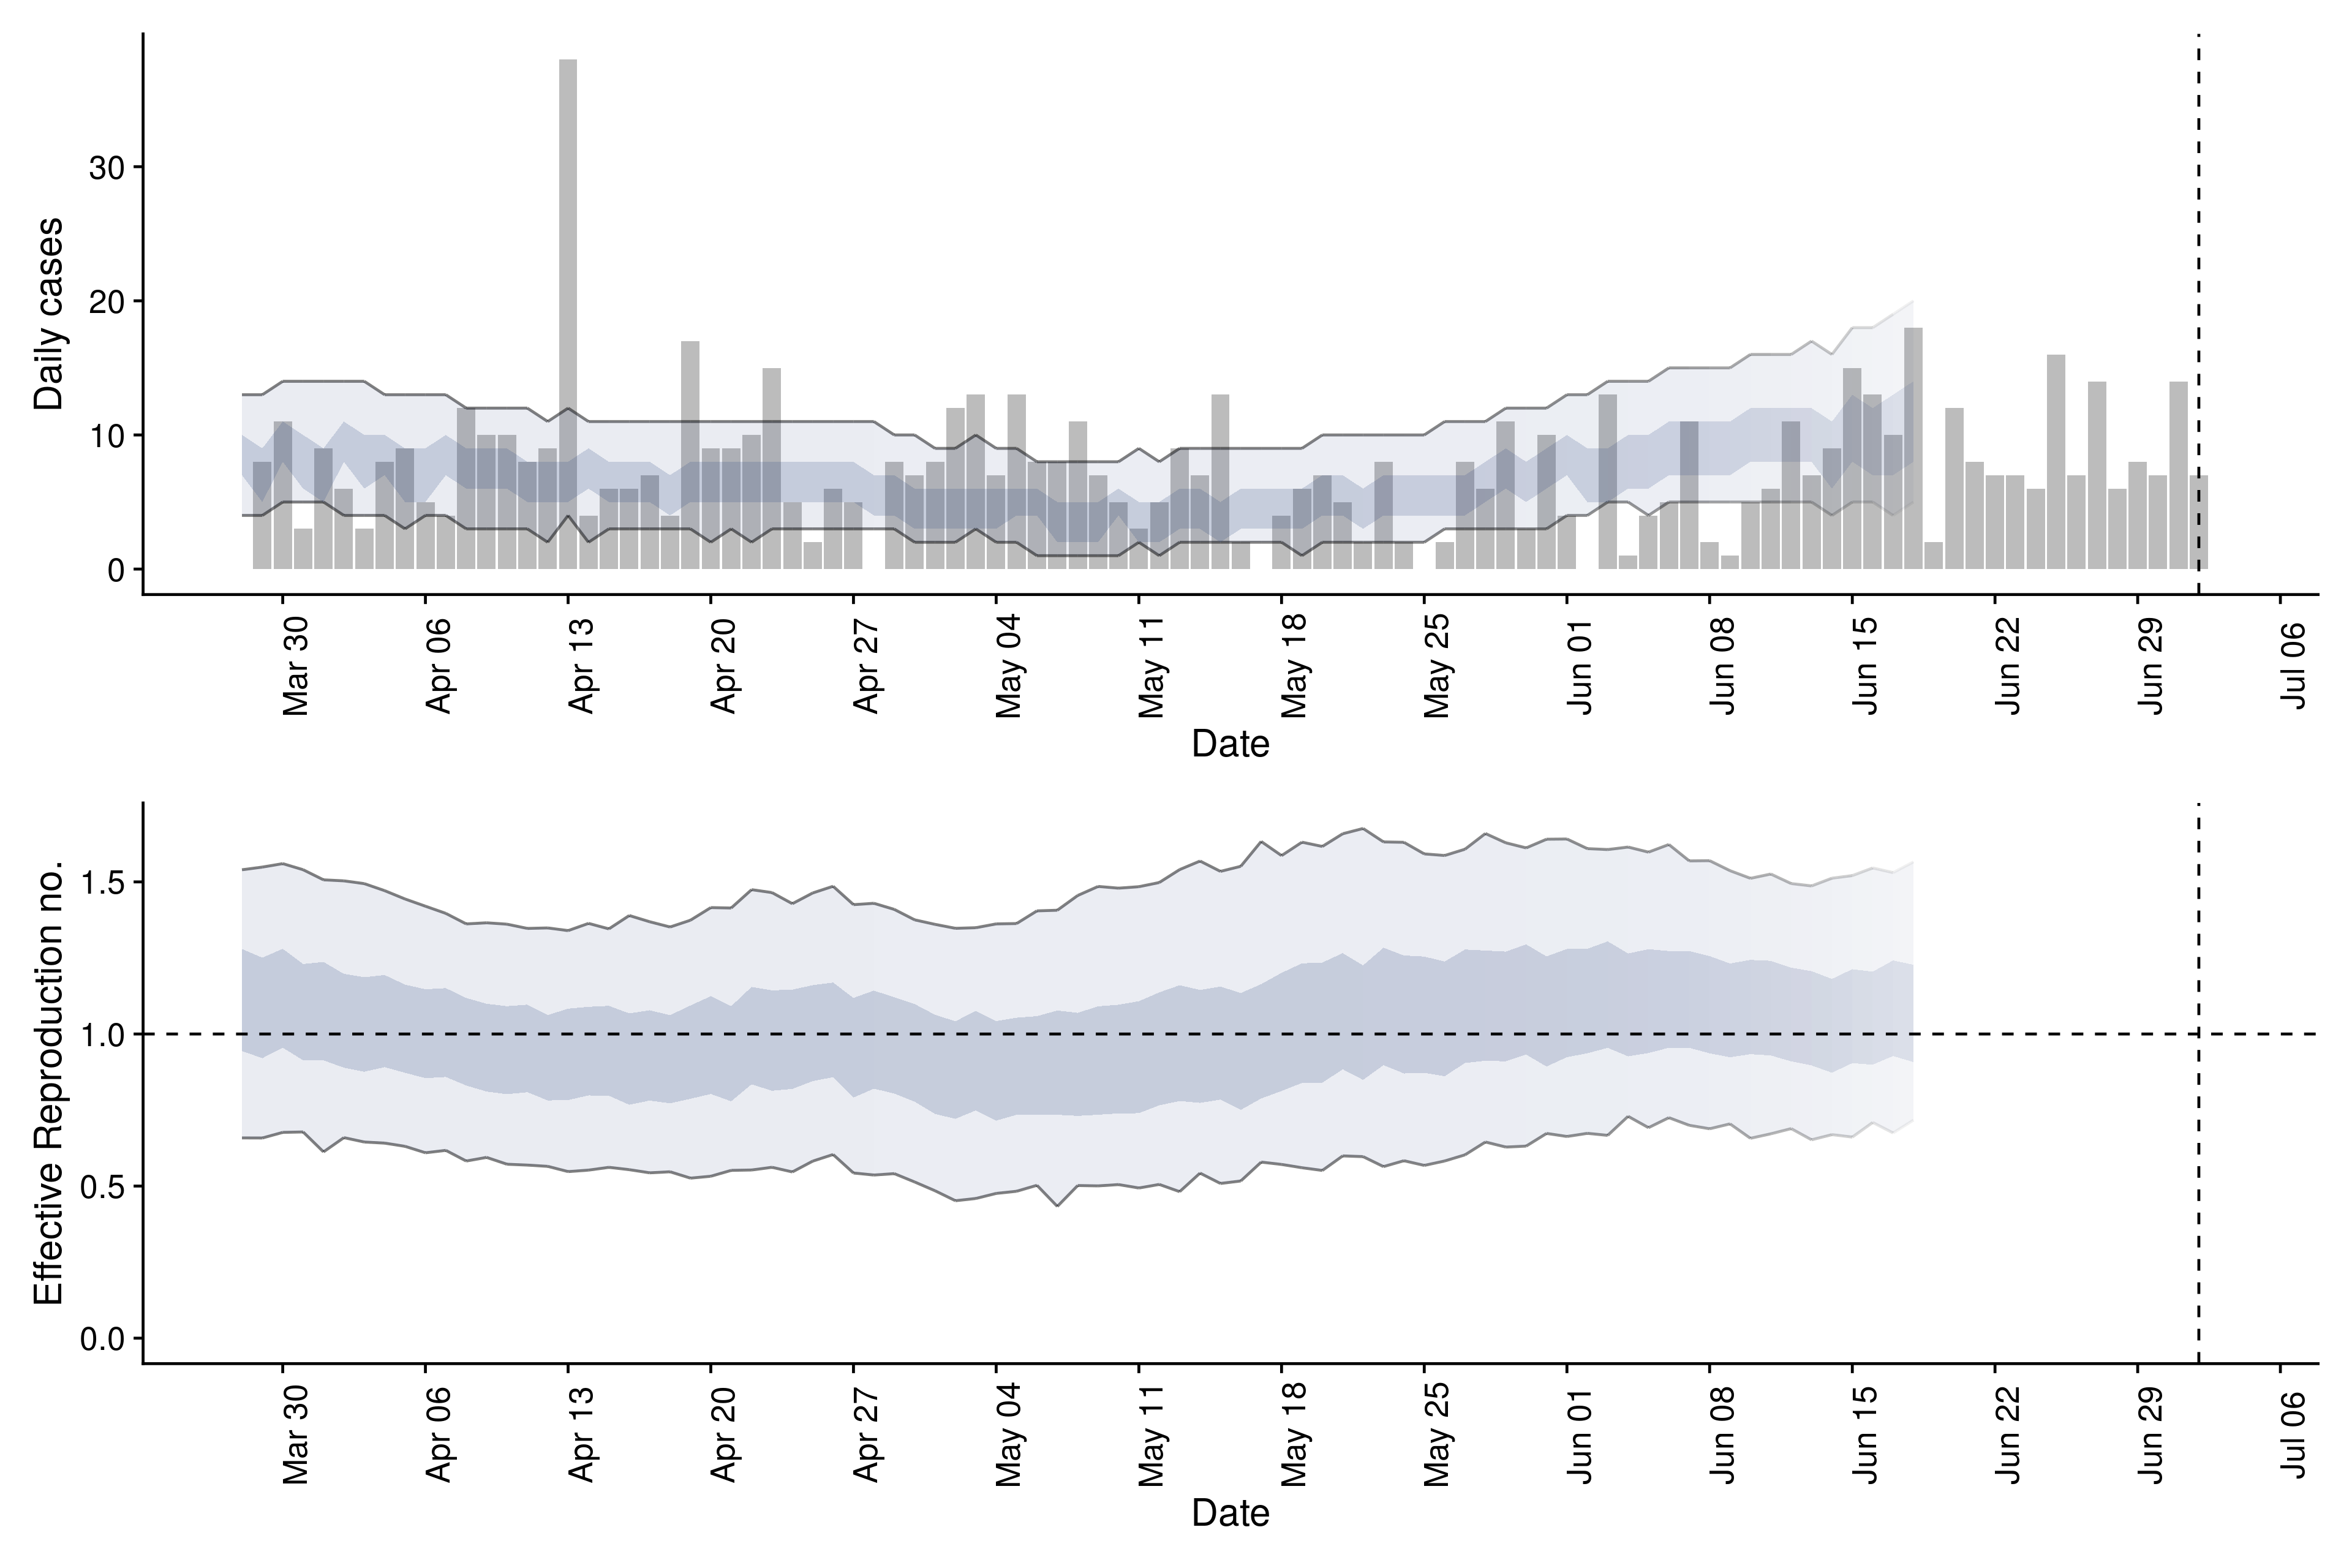 Daily cases
30
20
10
0
Mar 30
Apr 06
Apr 13
Apr 20
Apr 27
May 04
May 11
May 18
May 25
Jun 01
Jun 08
Jun 15
Jun 22
Jun 29
Jul 06
Date
Effective Reproduction no.
1.5
1.0
0.5
0.0
Mar 30
Apr 06
Apr 13
Apr 20
Apr 27
May 04
May 11
May 18
May 25
Jun 01
Jun 08
Jun 15
Jun 22
Jun 29
Jul 06
Date